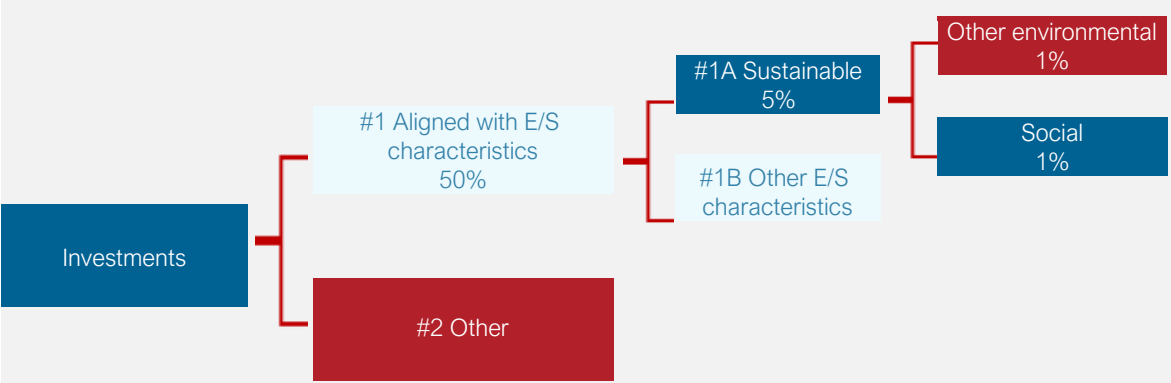 Investments
#1 Aligned with E/S
characteristics
50%
#2 Other
#1A Sustainable
5%
#1B Other E/S
characteristics
Other environmental
1%
Social
1%